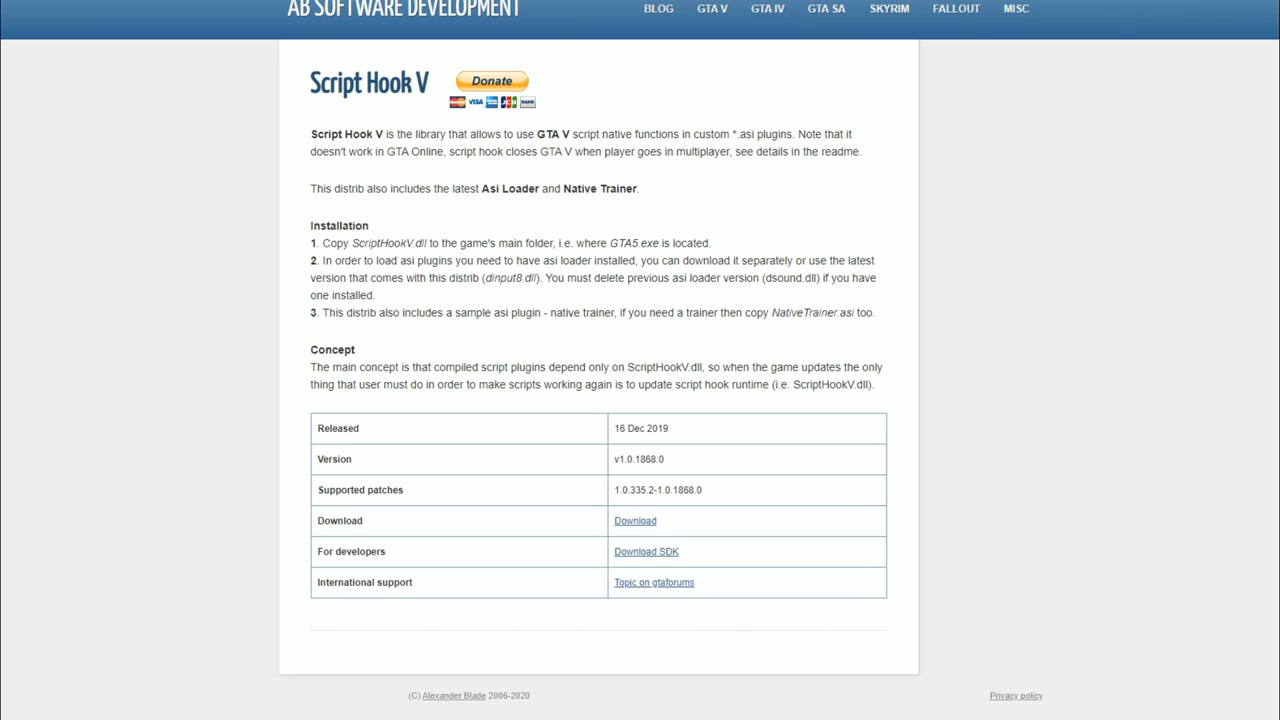 AB SOFTWARE DEVELOPMENT
BLOG GTA V GTA IV GTA SA SKYRIM FALLOUT MISC
Script Hook V
Donate
VISA
Script Hook V is the library that allows to use GTA V script native functions in custom *.asi plugins. Note that it
doesn't work in GTA Online, script hook closes GTA V when player goes in multiplayer, see details in the readme.
This distrib also includes the latest Asi Loader and Native Trainer.
Installation
1. Copy ScriptHookV.dll to the game's main folder, i.e. where GTA5.exe is located.
2. In order to load asi plugins you need to have asi loader installed, you can download it separately or use the latest
version that comes with this distrib (dinput8.dll). You must delete previous asi loader version (dsound.dll) if you have
one installed.
3. This distrib also includes a sample asi plugin - native trainer, if you need a trainer then copy NativeTrainer.asi too.
Concept
The main concept is that compiled script plugins depend only on ScriptHookV.dll, so when the game updates the only
thing that user must do in order to make scripts working again is to update script hook runtime (i.e. ScriptHookV.dll).
Released 16 Dec 2019
Version v1.0.1868.0
Supported patches 1.0.335.2-1.0.1868.0
Download Download
For developers Download SDK
International support Topic on gtaforums
(C) Alexander Blade 2006-2020 Privacy policy